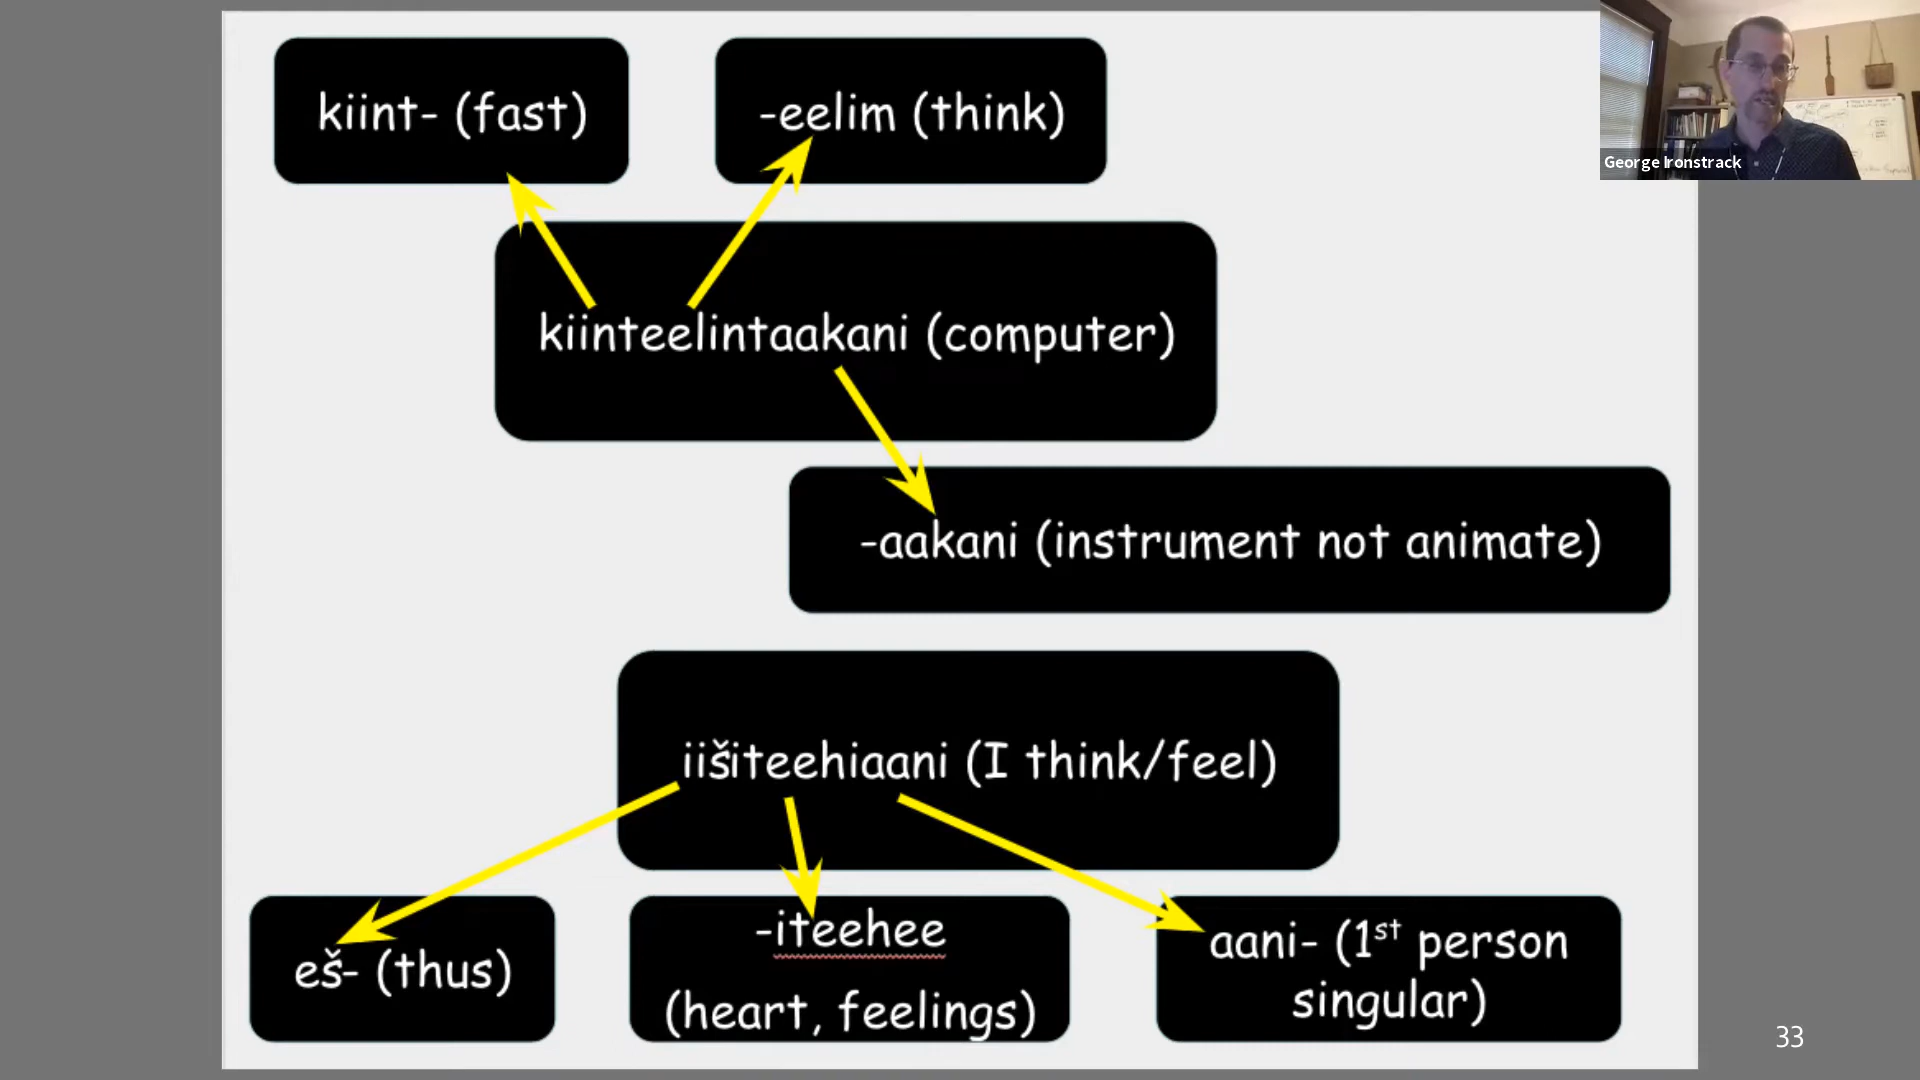 kiint- (fast)
-eelim (think)
George Ironstrack
kiinteelintaakani (computer)
-aakani (instrument not animate)
iišiteehiaani (I think/feel)
eš- (thus)
-iteehee
(heart, feelings)
aani- (1st person
singular)
33